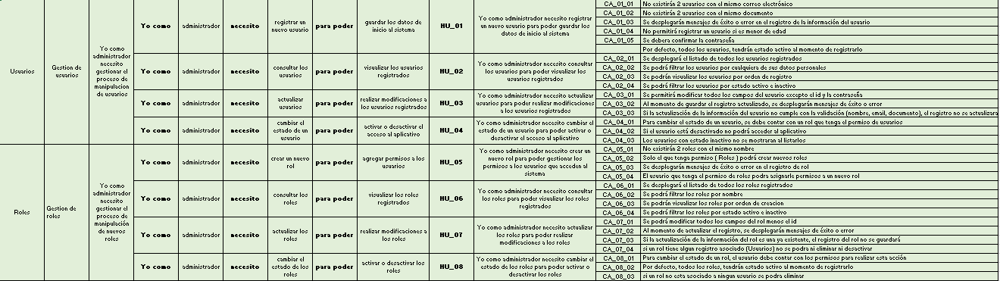 Usuarios
Gestion de
usuarios
Yo como
administrador
necesito
gestionar el
proceso de
manipulacion
de usuarios
Yo como
administrador
necesito
registrar un
nuevo usuario
para poder
guardar los datos
de inicio al sistema
HU_01
Yo como administrador necesito registrar
un nuevo usuario para poder guardar los
datos de inicio al sistema
CA_01_01 No existirán 2 usuarios con el mismo correo electrónico
CA_01_02 No existirán 2 usuarios con el mismo documento
CA_01_03 Se desplegarán mensajes de éxito o error en el registro de la información del usuario
CA_01_04 No permitirá registrar un usuario si es menor de edad
CA_01_05 Se debera confirmar la contraseña
Por defecto, todos los usuarios, tendrán estado activo al momento de registrarlo
Yo como
administrador
necesito
consultar los
usuarios
para poder
visualizar los usuarios
registrados
HU_02
Yo como administrador necesito consultar
los usuarios para poder visualizar los
usuarios registrados
CA_02_01 Se desplegará el listado de todos los usuarios registrados
CA_02_02 Se podrá filtrar los usuarios por cualquiera de sus datos personales
CA_02_03 Se podrán visualizar los usuarios por orden de registro
CA_02_04 Se podrá filtrar los usuarios por estado activo e inactivo
Yo como
administrador
necesito
actualizar
usuarios
para poder
realizar modificaciones a
los usuarios registrados
HU_03
Yo como administrador necesito actualizar
usuarios para poder realizar modificaciones
a los usuarios registrados
CA_03_01 Se permitirá modificar todos los campos del usuario excepto el id y la contraseña
CA_03_02 Al momento de guardar el registro actualizado, se desplegarán mensajes de éxito o error
CA_03_03 Si la actualización de la información del usuario no cumple con la validación (nombre, email, documento), el registro no se actualizara
Yo como
administrador
necesito
cambiar el
estado de un
usuario
para poder
activar o desactivar el
acceso al aplicativo
HU_04
Yo como administrador necesito cambiar el
estado de un usuario para poder activar o
desactivar el acceso al aplicativo
CA_04_01 Para cambiar el estado de un usuario, se debe contar con un rol que tenga el permiso de usuarios
CA_04_02 Si el usuario está desactivado no podrá acceder al aplicativo
CA_04_03 Los usuarios con estado inactivo no se mostraran al listarlos
Roles
Gestion de
roles
Yo como
administrador
necesito
gestionar el
proceso de
manipulación
de nuevos
roles
Yo como
administrador
necesito
crear un nuevo
rol
para poder
agregar permisos a los
usuarios
HU_05
Yo como administrador necesito crear un
nuevo rol para poder gestionar los
permisos a los usuarios que acceden al
sistema
CA_05_01 No existirán 2 roles con el mismo nombre
CA_05_02 Solo el que tenga permiso ( Roles ) podrá crear nuevos roles
CA_05_03 Se desplegarán mensajes de éxito o error en el registro de rol
CA_05_04 El usuario que tenga el permiso de roles podra asignarle permisos a un nuevo rol
Yo como
administrador
necesito
consultar los
roles
para poder
visualizar los roles
registrados
HU_06
Yo como administrador necesito consultar
los roles para poder visualizar los roles
registrados
CA_06_01 Se desplegará el listado de todos los roles registrados
CA_06_02 Se podrá filtrar los roles por nombre
CA_06_03 Se podrán visualizar los roles por orden de creacion
CA_06_04 Se podrá filtrar los roles por estado activo e inactivo
Yo como
administrador
necesito
actualizar los
roles
para poder
realizar modificaciones a
los roles
HU_07
Yo como administrador necesito actualizar
los roles para poder realizar
modificaciones a los roles
CA_07_01 Se podrá modificar todos los campos del rol menos el id
CA_07_02 Al momento de actualizar el registro, se desplegarán mensajes de éxito o error
CA_07_03 Si la actualización de la información del rol es una ya existente, el registro del rol no se guardará
CA_07_04 si un rol tiene algun registro asociado (Usuarios) no se podra ni eliminar ni desactivar
Yo como
administrador
necesito
cambiar el
estado de los
roles
para poder
activar o desactivar los
roles
HU_08
Yo como administrador necesito cambiar el
estado de los roles para poder activar o
desactivar los roles
CA_08_01 Para cambiar el estado de un rol, el usuario debe contar con los permisos para realizar esta acción
CA_08_02 Por defecto, todos los roles, tendrán estado activo al momento de registrarlo
CA_08_03 si un rol no esta asociado a ningun usuario se podra eliminar